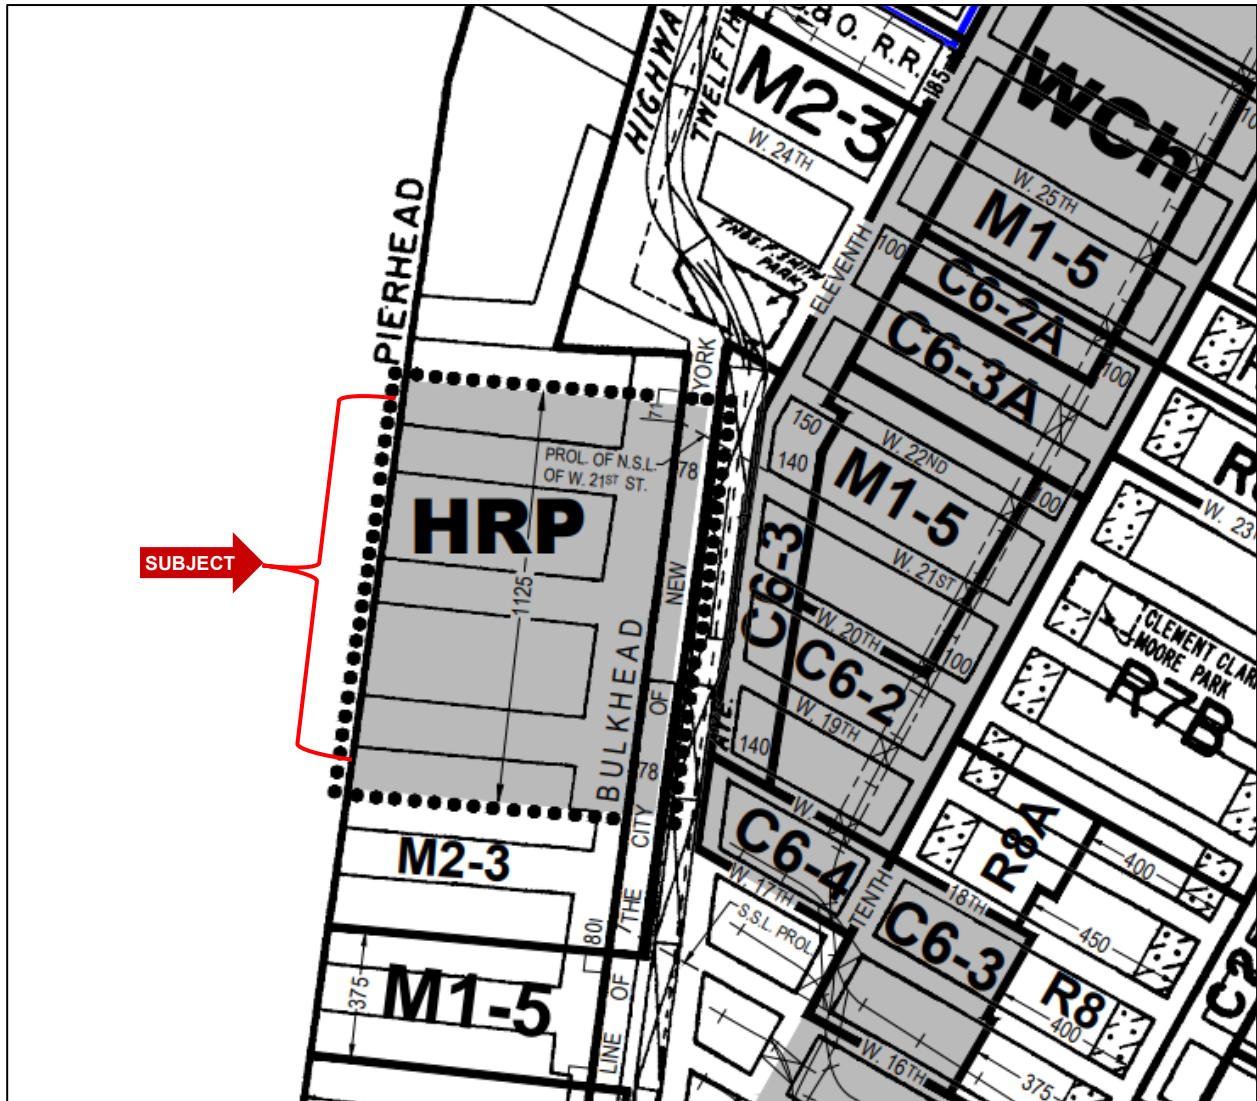 HIGHWA
TWELFTH
.&O. R.R.
185
M2-3
W. 24TH
WCh
10
W. 25TH
M1-5
THOS. F. SMITH
PARK
ELEVENTH
100
C6-2A
C6-3A
100
PIERHEAD
YORK
71
PROL. OF N.S.L.
OF W. 21ST ST.
78
150
140
W. 22ND
M1-5
100
W. 23
HRP
SUBJECT
1125
NEW
C6-3
W. 21ST
W. 20TH
100
CLEMENT CLAR
MOORE PARK
R7B
BULKHEAD
OF
C6-2
W. 19TH
AVE.
140
78
CITY
M2-3
W.
C6-4
R8A
400
THE
80
W. 17TH
S.S.L. PROL.
TENTH
18TH
C6-3
450
375
M1-5
OF
LINE
R8
400
C2
W. 16TH
375